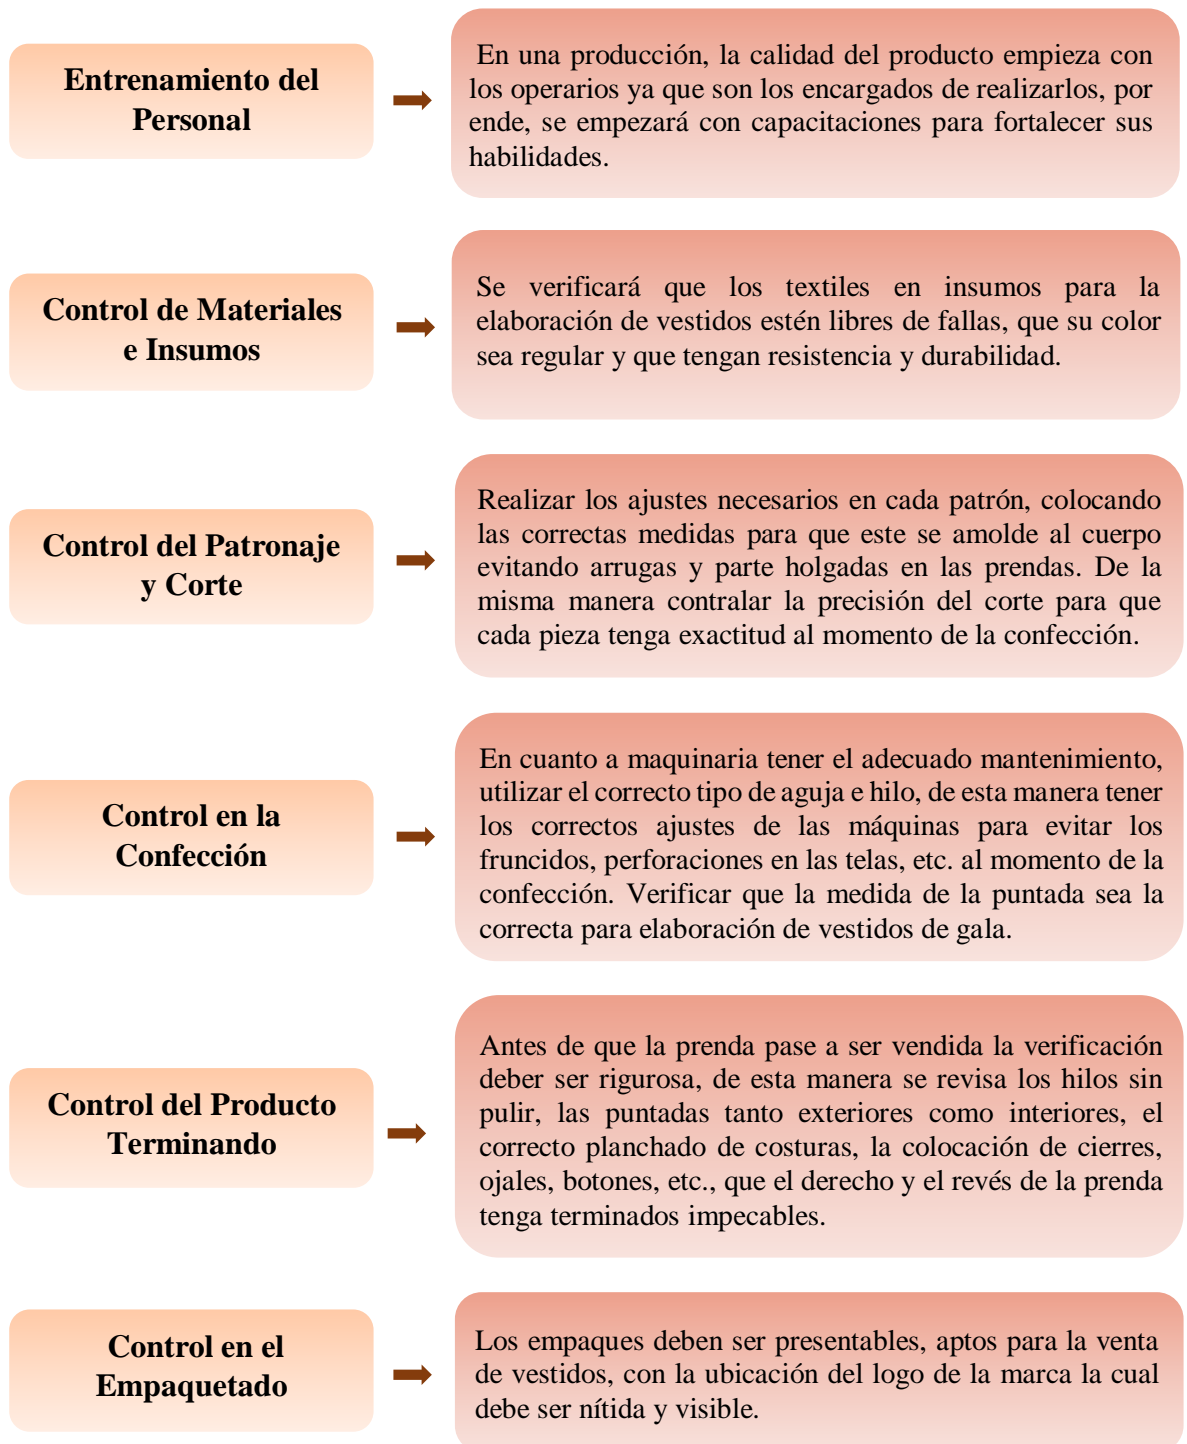 Entrenamiento del
Personal
En una producción, la calidad del producto empieza con
los operarios ya que son los encargados de realizarlos, por
ende, se empezará con capacitaciones para fortalecer sus
habilidades.
Control de Materiales
e Insumos
Se verificará que los textiles en insumos para la
elaboración de vestidos estén libres de fallas, que su color
sea regular y que tengan resistencia y durabilidad.
Control del Patronaje
y Corte
Realizar los ajustes necesarios en cada patrón, colocando
las correctas medidas para que este se amolde al cuerpo
evitando arrugas y parte holgadas en las prendas. De la
misma manera contralar la precisión del corte para que
cada pieza tenga exactitud al momento de la confección.
Control en la
Confección
En cuanto a maquinaria tener el adecuado mantenimiento,
utilizar el correcto tipo de aguja e hilo, de esta manera tener
los correctos ajustes de las máquinas para evitar los
fruncidos, perforaciones en las telas, etc. al momento de la
confección. Verificar que la medida de la puntada sea la
correcta para elaboración de vestidos de gala.
Control del Producto
Terminando
Antes de que la prenda pase a ser vendida la verificación
deber ser rigurosa, de esta manera se revisa los hilos sin
pulir, las puntadas tanto exteriores como interiores, el
correcto planchado de costuras, la colocación de cierres,
ojales, botones, etc., que el derecho y el revés de la prenda
tenga terminados impecables.
Control en el
Empaquetado
Los empaques deben ser presentables, aptos para la venta
de vestidos, con la ubicación del logo de la marca la cual
debe ser nítida y visible.